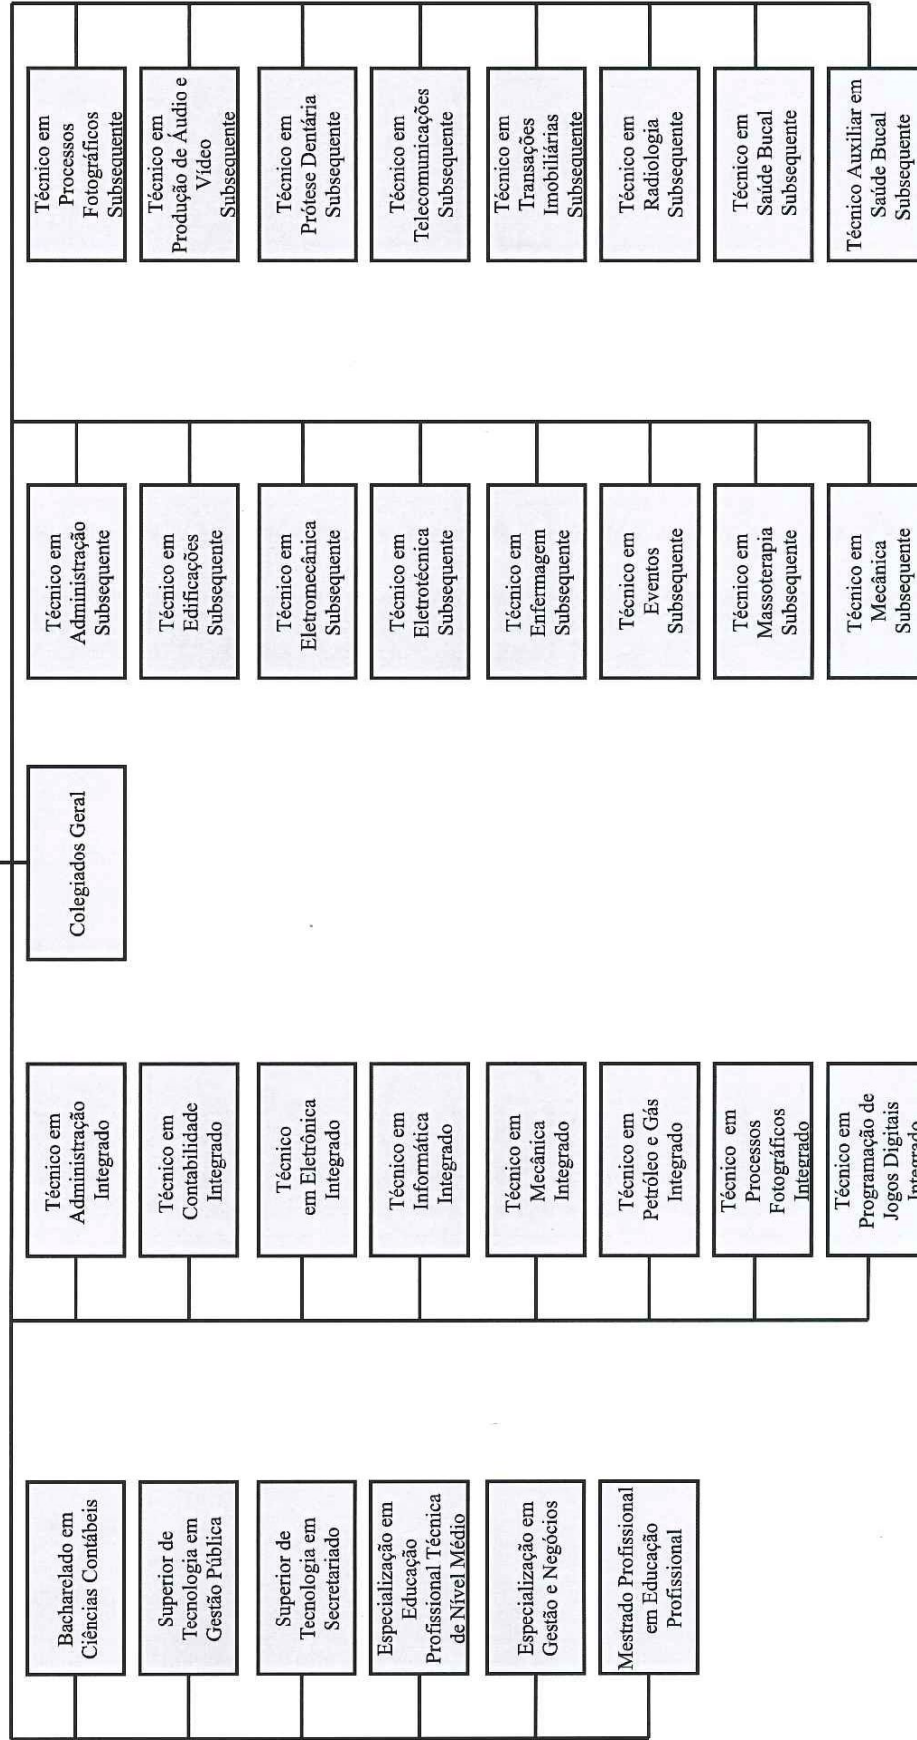 Bacharelado em
Ciências Contábeis
Superior de
Tecnologia em
Gestão Pública
Superior de
Tecnologia em
Secretariado
Especialização em
Educação
Profissional Técnica
de Nível Médio
Especialização em
Gestão e Negócios
Mestrado Profissional
em Educação
Profissional
Técnico em
Administração
Integrado
Técnico em
Contabilidade
Integrado
Técnico
em Eletrônica
Integrado
Técnico em
Informática
Integrado
Técnico em
Mecânica
Integrado
Técnico em
Petróleo e Gás
Integrado
Técnico em
Processos
Fotográficos
Integrado
Técnico em
Programação de
Jogos Digitais
Integrado
Colegiados Geral
Técnico em
Administração
Subsequente
Técnico em
Edificações
Subsequente
Técnico em
Eletromecânica
Subsequente
Técnico em
Eletrotécnica
Subsequente
Técnico em
Enfermagem
Subsequente
Técnico em
Eventos
Subsequente
Técnico em
Massoterapia
Subsequente
Técnico em
Mecânica
Subsequente
Técnico em
Processos
Fotográficos
Subsequente
Técnico em
Produção de Áudio e
Vídeo
Subsequente
Técnico em
Prótese Dentária
Subsequente
Técnico em
Telecomunicações
Subsequente
Técnico em
Transações
Imobiliárias
Subsequente
Técnico em
Radiologia
Subsequente
Técnico em
Saúde Bucal
Subsequente
Técnico Auxiliar em
Saúde Bucal
Subsequente